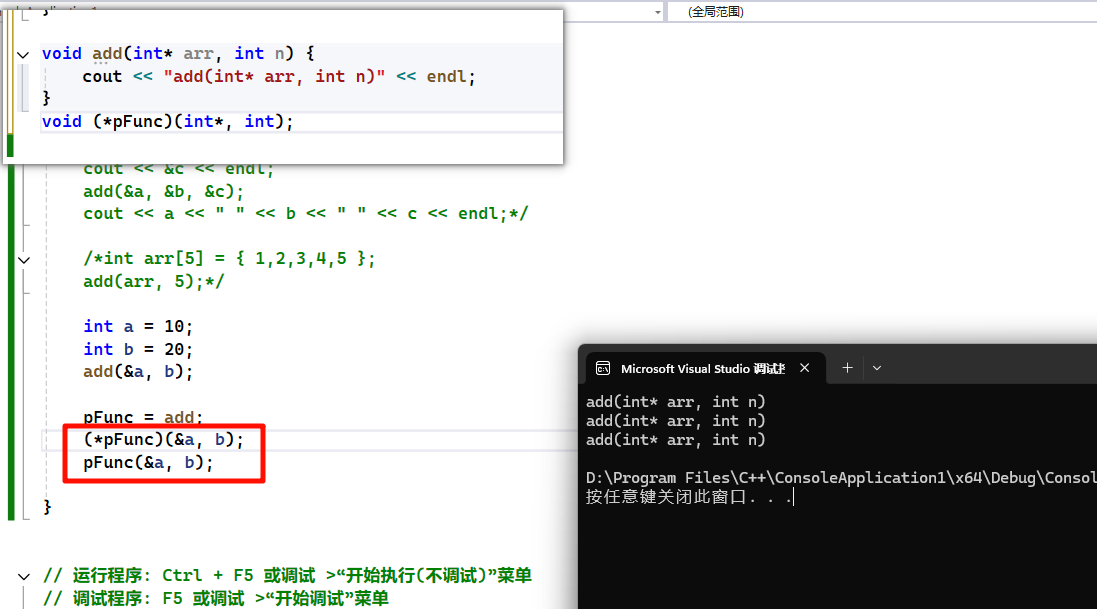 (全局范围)
void add(int* arr, int n) {
cout << "add(int* arr, int n)" << endl;
}
void (*pFunc)(int*, int);
cout << &c << endl;
add(&a, &b, &c);
cout << a << " " << b << " " << c << endl;*/
/*int arr[5] = { 1,2,3,4,5 };
add(arr, 5);*/
int a = 10;
int b = 20;
add(&a, b);
pFunc = add;
(*pFunc)(&a, b);
pFunc(&a, b);
}
// 运行程序: Ctrl + F5 或调试 >“开始执行(不调试)”菜单
// 调试程序: F5 或调试 >“开始调试”菜单
Microsoft Visual Studio 调试
add(int* arr, int n)
add(int* arr, int n)
add(int* arr, int n)
D:\Program Files\C++\ConsoleApplication1\x64\Debug\Consol
按任意键关闭此窗口. . .